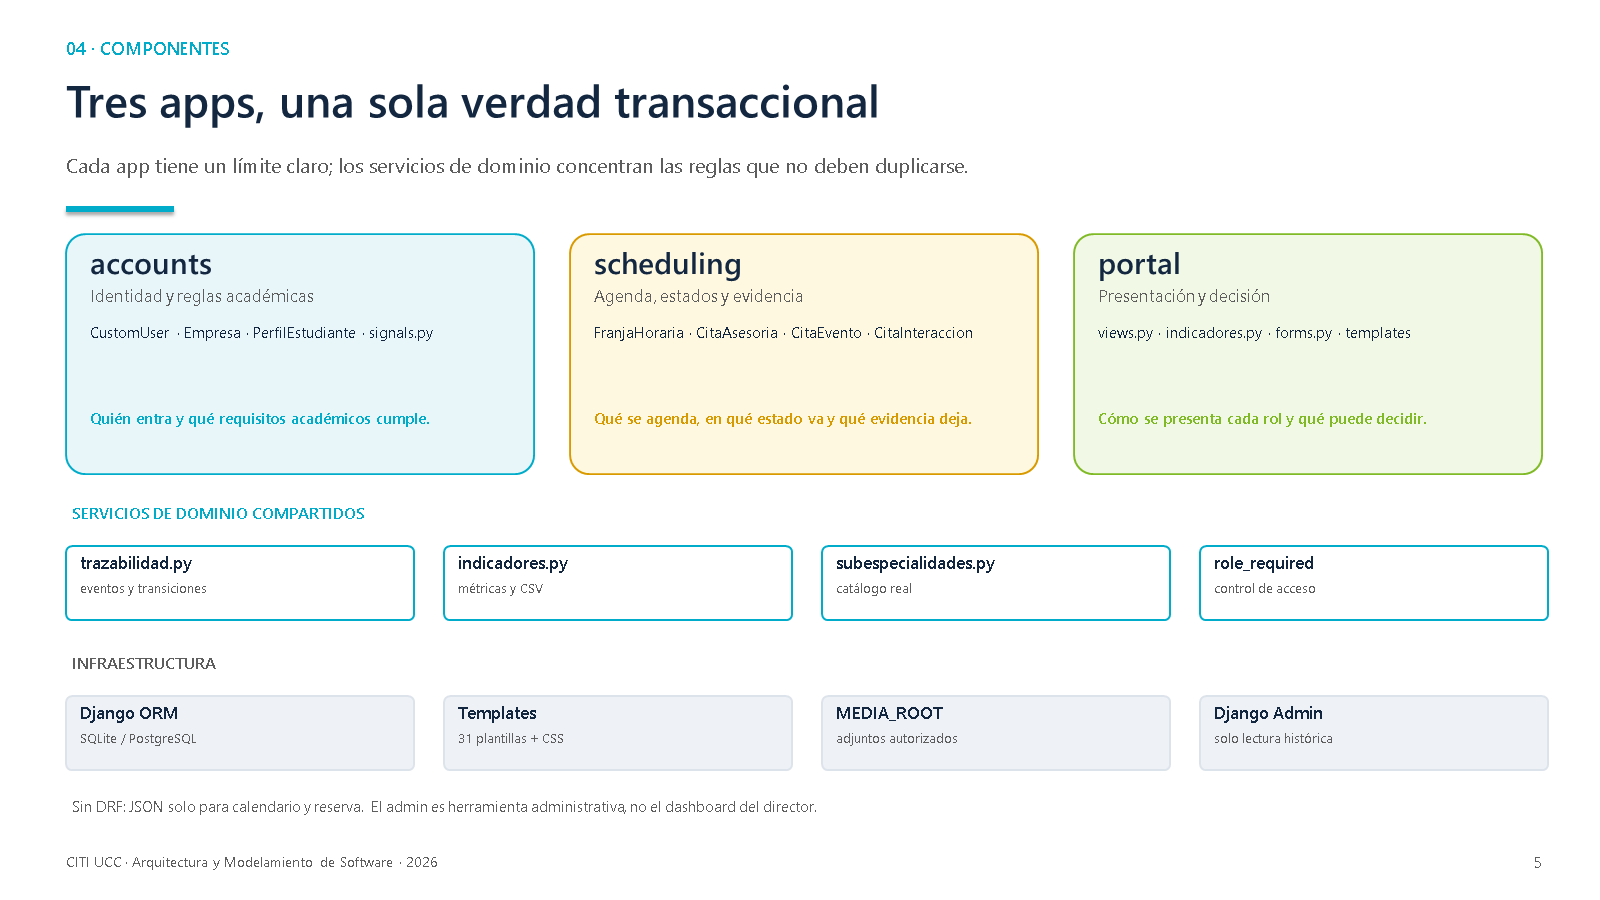 04 · COMPONENTES
Tres apps, una sola verdad transaccional
Cada app tiene un límite claro; los servicios de dominio concentran las reglas que no deben duplicarse.
accounts
Identidad y reglas académicas
CustomUser · Empresa · PerfilEstudiante · signals.py
Quién entra y qué requisitos académicos cumple.
scheduling
Agenda, estados y evidencia
FranjaHoraria · CitaAsesoria · CitaEvento · CitaInteraccion
Qué se agenda, en qué estado va y qué evidencia deja.
portal
Presentación y decisión
views.py · indicadores.py · forms.py · templates
Cómo se presenta cada rol y qué puede decidir.
SERVICIOS DE DOMINIO COMPARTIDOS
trazabilidad.py
eventos y transiciones
indicadores.py
métricas y CSV
subespecialidades.py
catálogo real
role_required
control de acceso
INFRAESTRUCTURA
Django ORM
SQLite / PostgreSQL
Templates
31 plantillas + CSS
MEDIA_ROOT
adjuntos autorizados
Django Admin
solo lectura histórica
Sin DRF: JSON solo para calendario y reserva. El admin es herramienta administrativa, no el dashboard del director.
CITI UCC · Arquitectura y Modelamiento de Software · 2026
5